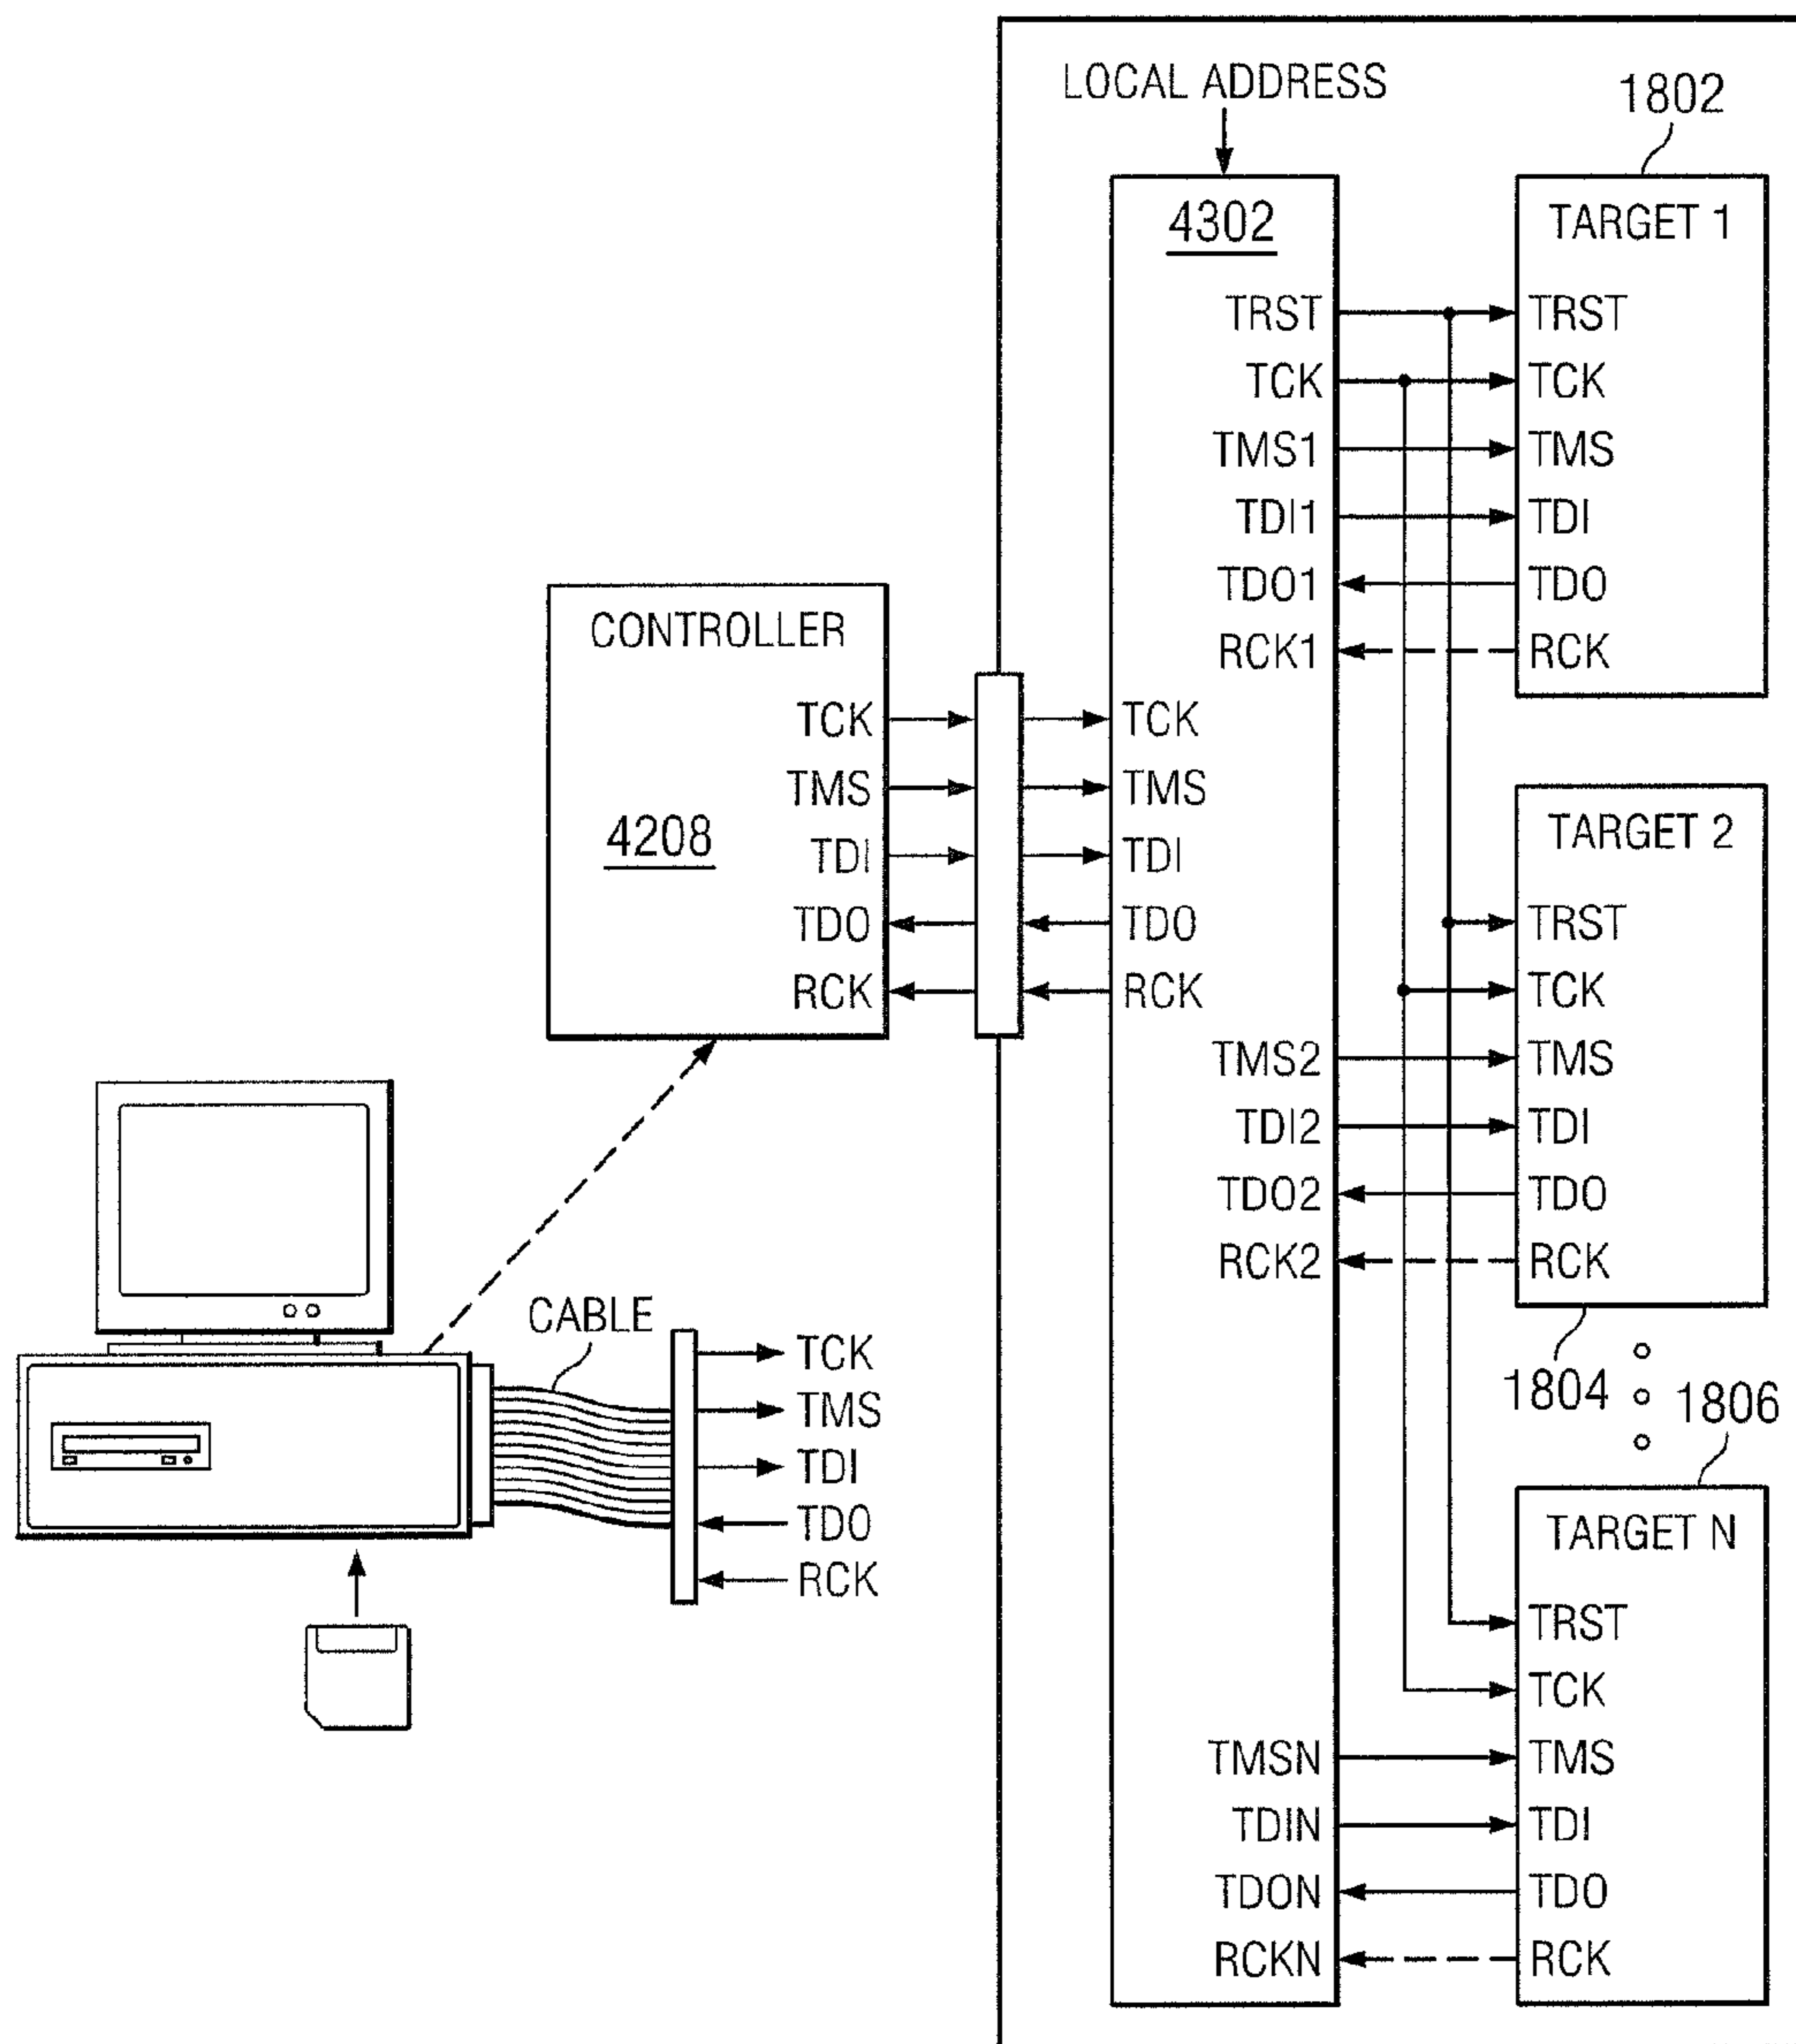 LOCAL ADDRESS
4302
TRST
TCK
TMS1
TDI1
TDO1
RCK1
TCK
TMS
TDI
TDO
RCK
TMS2
TDI2
TDO2
RCK2
TMSN
TDIN
TDON
RCKN
1802
TARGET 1
TRST
TCK
TMS
TDI
TDO
RCK
TARGET 2
TRST
TCK
TMS
TDI
TDO
RCK
1804
1806
TARGET N
TRST
TCK
TMS
TDI
TDO
RCK
CONTROLLER
4208
TCK
TMS
TDI
TDO
RCK
CABLE
TCK
TMS
TDI
TDO
RCK